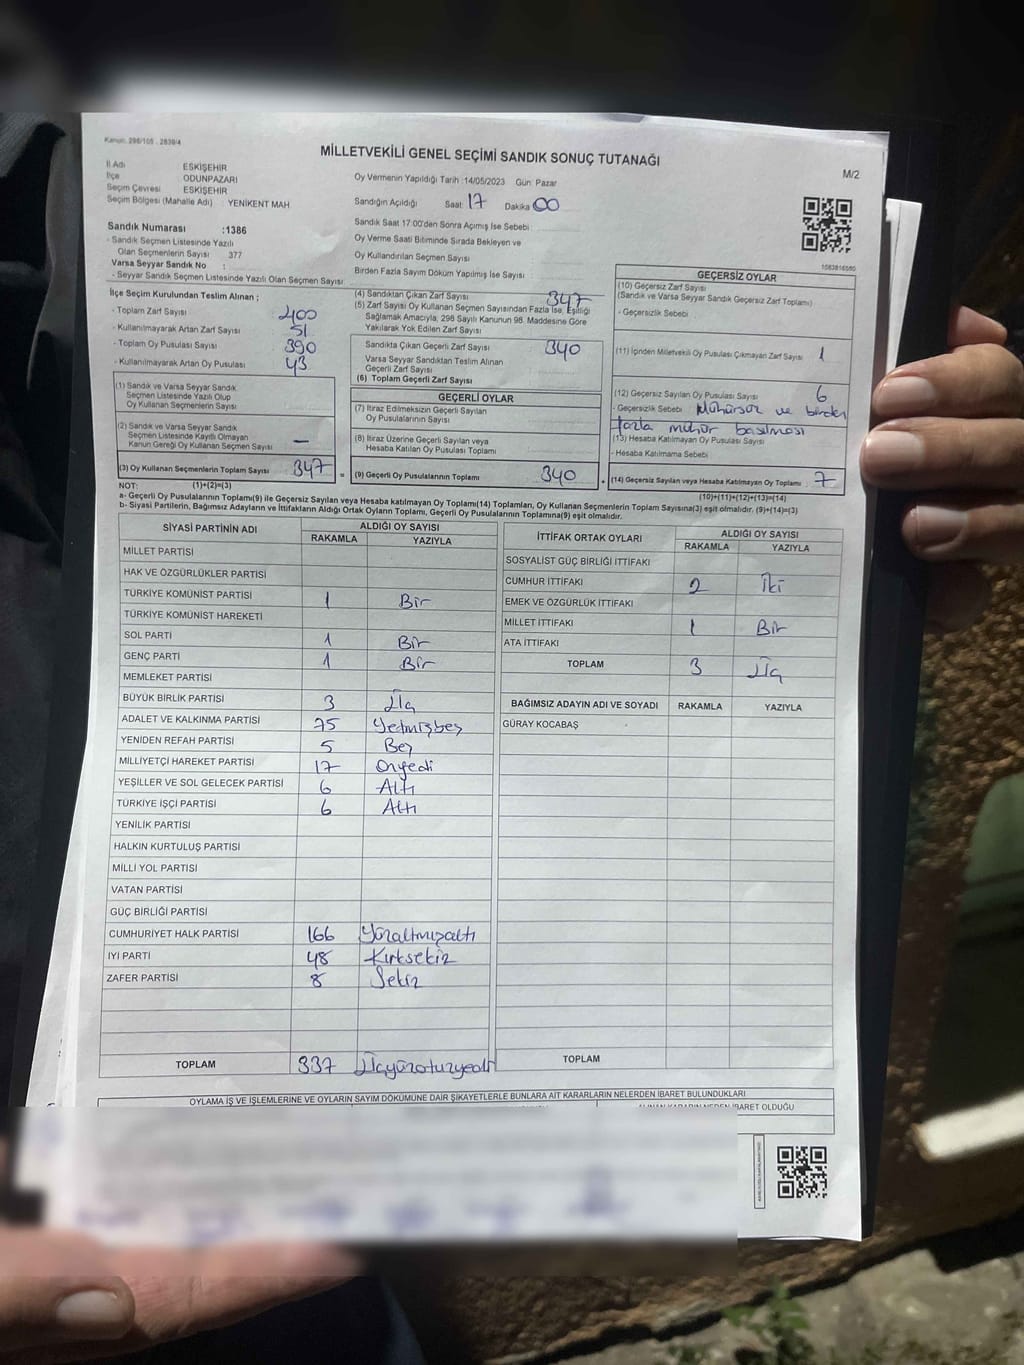 Kanun: 298/105 - 2839/4
MİLLETVEKİLİ GENEL SEÇİMİ SANDIK SONUÇ TUTANAĞI
M/2
İl Adı ESKİŞEHİR
İlçe ODUNPAZARI
Seçim Çevresi ESKİŞEHİR
Seçim Bölgesi (Mahalle Adı) YENİKENT MAH.
Oy Vermenin Yapıldığı Tarih :14/05/2023 Gün: Pazar
Sandığın Açıldığı Saat 17 Dakika 00
Sandık Numarası :1386
- Sandık Seçmen Listesinde Yazılı
Olan Seçmenlerin Sayısı 377
Varsa Seyyar Sandık No :
- Seyyar Sandık Seçmen Listesinde Yazılı Olan Seçmen Sayısı
Sandık Saat 17:00'den Sonra Açımış İse Sebebi
Oy Verme Saati Bitiminde Sırada Bekleyen ve
Oy Kullandırılan Seçmen Sayısı
Birden Fazla Sayım Döküm Yapılmış İse Sayısı
1583816560
İlçe Seçim Kurulundan Teslim Alınan ;
- Toplam Zarf Sayısı 400
- Kullanılmayarak Artan Zarf Sayısı 51
- Toplam Oy Pusulası Sayısı 390
- Kullanılmayarak Artan Oy Pusulası 43
(1) Sandık ve Varsa Seyyar Sandık
Seçmen Listesinde Yazılı Olup
Oy Kullanan Seçmenlerin Sayısı
(2) Sandık ve Varsa Seyyar Sandık
Seçmen Listesinde Kayıtlı Olmayan
Kanun Gereği Oy Kullanan Seçmen Sayısı –
(3) Oy Kullanan Seçmenlerin Toplam Sayısı 347 =
(1)+(2)=(3)
(4) Sandıktan Çıkan Zarf Sayısı 347
(5) Zarf Sayısı Oy Kullanan Seçmen Sayısından Fazla İse, Eşitliği
Sağlamak Amacıyla, 298 Sayılı Kanunun 98. Maddesine Göre
Yakılarak Yok Edilen Zarf Sayısı
Sandıkta Çıkan Geçerli Zarf Sayısı 340
Varsa Seyyar Sandıktan Teslim Alınan
Geçerli Zarf Sayısı
(6) Toplam Geçerli Zarf Sayısı
GEÇERLİ OYLAR
(7) İtiraz Edilmeksizin Geçerli Sayılan
Oy Pusulalarının Sayısı
(8) İtiraz Üzerine Geçerli Sayılan veya
Hesaba Katılan Oy Pusulası Toplamı
(9) Geçerli Oy Pusulalarının Toplamı 340 +
GEÇERSİZ OYLAR
(10) Geçersiz Zarf Sayısı
(Sandık ve Varsa Seyyar Sandık Geçersiz Zarf Toplamı)
- Geçersizlik Sebebi
(11) İçinden Milletvekili Oy Pusulası Çıkmayan Zarf Sayısı 1
(12) Geçersiz Sayılan Oy Pusulası Sayısı 6
- Geçersizlik Sebebi Mühürsüz ve birden
fazla mühür basılması
(13) Hesaba Katılmayan Oy Pusulası Sayısı
- Hesaba Katılmama Sebebi
(14) Geçersiz Sayılan veya Hesaba Katılmayan Oy Toplamı 7
(10)+(11)+(12)+(13)=(14)
NOT:
a- Geçerli Oy Pusulalarının Toplamı(9) ile Geçersiz Sayılan veya Hesaba katılmayan Oy Toplamı(14) Toplamları, Oy Kullanan Seçmenlerin Toplam Sayısına(3) eşit olmalıdır. (9)+(14)=(3)
b- Siyasi Partilerin, Bağımsız Adayların ve İttifakların Aldığı Ortak Oyların Toplamı, Geçerli Oy Pusulalarının Toplamına(9) eşit olmalıdır.
SİYASİ PARTİNİN ADI ALDIĞI OY SAYISI
RAKAMLA YAZIYLA
MİLLET PARTİSİ
HAK VE ÖZGÜRLÜKLER PARTİSİ
TÜRKİYE KOMÜNİST PARTİSİ 1 Bir
TÜRKİYE KOMÜNİST HAREKETİ
SOL PARTİ 1 Bir
GENÇ PARTİ 1 Bir
MEMLEKET PARTİSİ
BÜYÜK BİRLİK PARTİSİ 3 Üç
ADALET VE KALKINMA PARTİSİ 75 Yetmişbeş
YENİDEN REFAH PARTİSİ 5 Beş
MİLLİYETÇİ HAREKET PARTİSİ 17 Onyedi
YEŞİLLER VE SOL GELECEK PARTİSİ 6 Altı
TÜRKİYE İŞÇİ PARTİSİ 6 Altı
YENİLİK PARTİSİ
HALKIN KURTULUŞ PARTİSİ
MİLLİ YOL PARTİSİ
VATAN PARTİSİ
GÜÇ BİRLİĞİ PARTİSİ
CUMHURİYET HALK PARTİSİ 166 Yüzaltmışaltı
İYİ PARTİ 48 Kırksekiz
ZAFER PARTİSİ 8 Sekiz
TOPLAM 337 Üçyüzotuzyedi
İTTİFAK ORTAK OYLARI ALDIĞI OY SAYISI
RAKAMLA YAZIYLA
SOSYALİST GÜÇ BİRLİĞİ İTTİFAKI
CUMHUR İTTİFAKI 2 İki
EMEK VE ÖZGÜRLÜK İTTİFAKI
MİLLET İTTİFAKI 1 Bir
ATA İTTİFAKI
TOPLAM 3 Üç
BAĞIMSIZ ADAYIN ADI VE SOYADI RAKAMLA YAZIYLA
GÜRAY KOCABAŞ
TOPLAM
OYLAMA İŞ VE İŞLEMLERİNE VE OYLARIN SAYIM DÖKÜMÜNE DAİR ŞİKAYETLERLE BUNLARA AİT KARARLARIN NELERDEN İBARET BULUNDUKLARI
ALINAN KARARIN NEDEN İBARET OLDUĞU